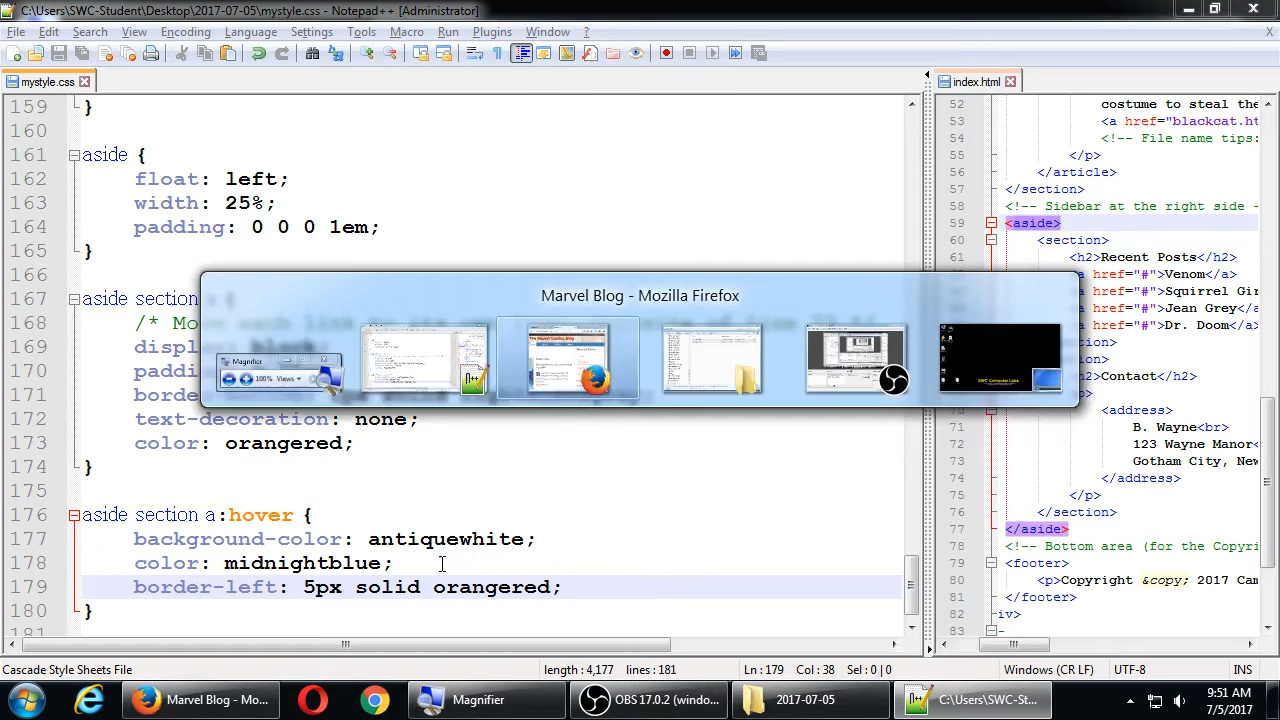 C:\Users\SWC-Student\Desktop\2017-07-05\mystyle.css - Notepad++ [Administrator]
File Edit Search View Encoding Language Settings Tools Macro Run Plugins Window ?
mystyle.css
159 }
160
161 aside {
162 float: left;
163 width: 25%;
164 padding: 0 0 0 1em;
165 }
166
167 aside section a {
168 /* Mo
169 displ
170 paddi
171 borde
172 text-decoration: none;
173 color: orangered;
174 }
175
176 aside section a:hover {
177 background-color: antiquewhite;
178 color: midnightblue;
179 border-left: 5px solid orangered;
180 }
181
index.html
52 costume to steal the
53 <a href="blackcat.ht
54 <!-- File name tips:
55 </p>
56 </article>
57 </section>
58 <!-- Sidebar at the right side -
59 <aside>
60 <section>
61 <h2>Recent Posts</h2>
a href="#">Venom</a>
a href="#">Squirrel Gir
a href="#">Jean Grey</a
a href="#">Dr. Doom</a>
>
h2>Contact</h2>
>
<address>
71 B. Wayne<br>
72 123 Wayne Manor<
73 Gotham City, New
74 </address>
75 </p>
76 </section>
77 </aside>
78 <!-- Bottom area (for the Copyri
79 <footer>
80 <p>Copyright &copy; 2017 Cam
81 </footer>
82 iv>
83
Marvel Blog - Mozilla Firefox
Magnifier
100% Views
SWC Computer Labs
Cascade Style Sheets File length : 4,177 lines : 181 Ln : 179 Col : 38 Sel : 0 | 0 Windows (CR LF) UTF-8 INS
Marvel Blog - Mo...
Magnifier
OBS 17.0.2 (windo...
2017-07-05
C:\Users\SWC-St...
9:51 AM
7/5/2017